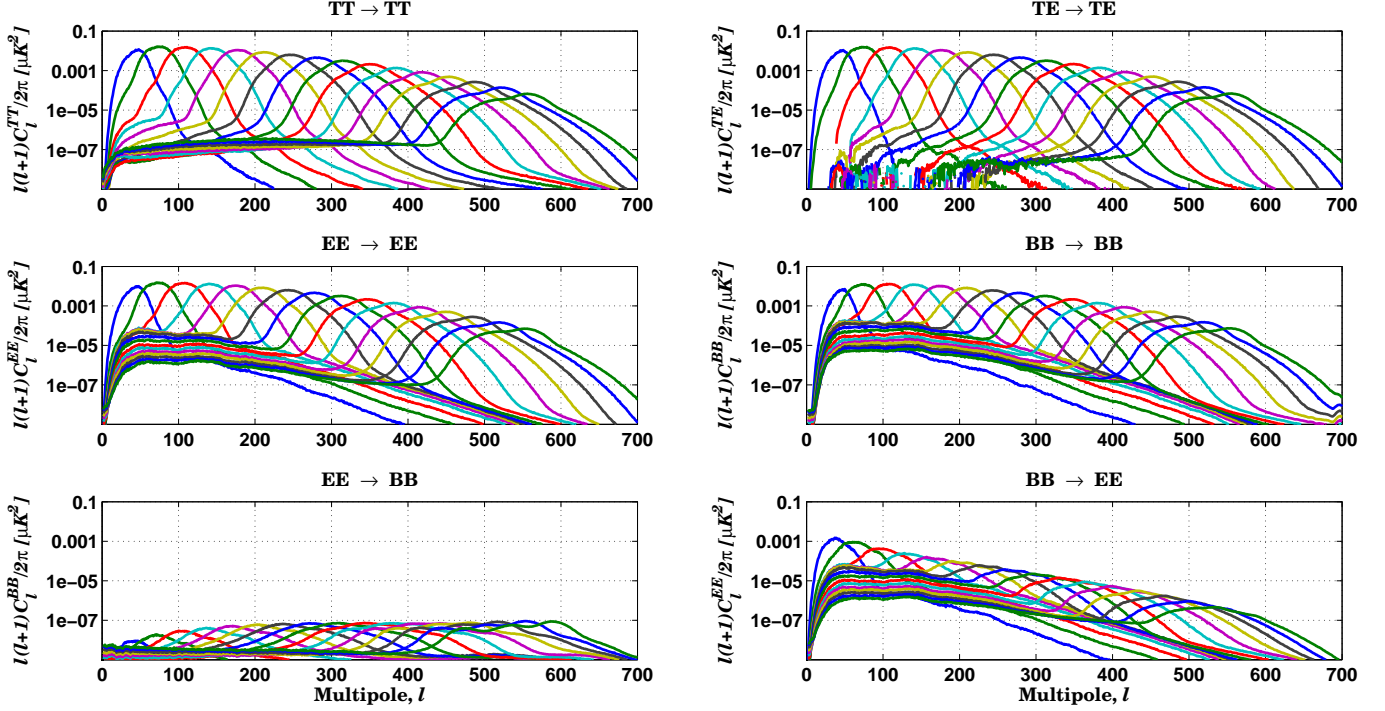 TT → TT
TE → TE
l(l+1)C_l^{TT}/2π [μK²]
0.1
0.001
1e−05
1e−07
0 100 200 300 400 500 600 700
l(l+1)C_l^{TE}/2π [μK²]
0.1
0.001
1e−05
1e−07
0 100 200 300 400 500 600 700
EE → EE
BB → BB
l(l+1)C_l^{EE}/2π [μK²]
0.1
0.001
1e−05
1e−07
0 100 200 300 400 500 600 700
l(l+1)C_l^{BB}/2π [μK²]
0.1
0.001
1e−05
1e−07
0 100 200 300 400 500 600 700
EE → BB
BB → EE
l(l+1)C_l^{BB}/2π [μK²]
0.1
0.001
1e−05
1e−07
0 100 200 300 400 500 600 700
Multipole, l
l(l+1)C_l^{EE}/2π [μK²]
0.1
0.001
1e−05
1e−07
0 100 200 300 400 500 600 700
Multipole, l